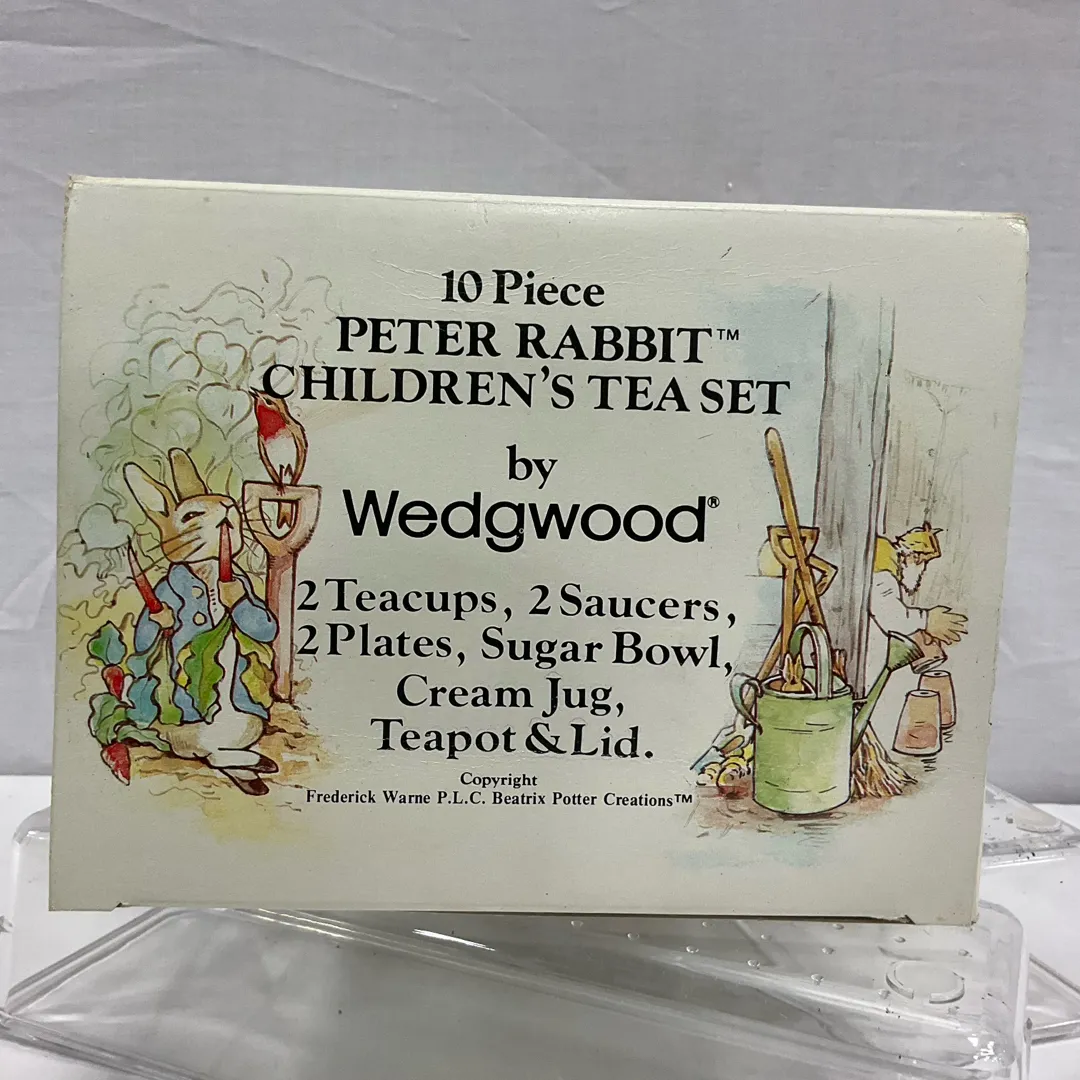 10 Piece
PETER RABBIT™
CHILDREN'S TEA SET
by
Wedgwood®
2 Teacups, 2 Saucers,
2 Plates, Sugar Bowl,
Cream Jug,
Teapot & Lid.
Copyright
Frederick Warne P.L.C. Beatrix Potter Creations™